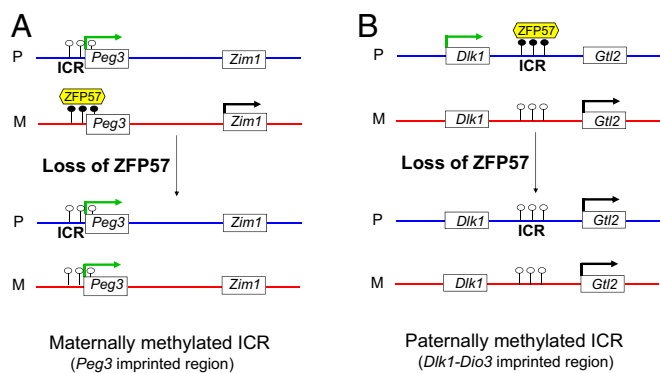 A
P
ICR
Peg3
Zim1
ZFP57
M
Peg3
Zim1
Loss of ZFP57
P
ICR
Peg3
Zim1
M
Peg3
Zim1
Maternally methylated ICR
(Peg3 imprinted region)
B
ZFP57
P
Dlk1
ICR
Gtl2
M
Dlk1
Gtl2
Loss of ZFP57
P
Dlk1
ICR
Gtl2
M
Dlk1
Gtl2
Paternally methylated ICR
(Dlk1-Dio3 imprinted region)